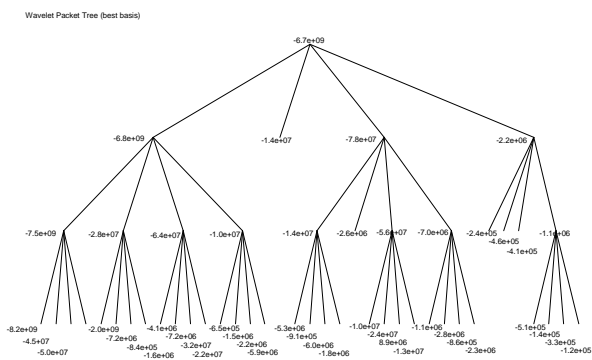 Wavelet Packet Tree (best basis)
-6.7e+09
-6.8e+09
-1.4e+07
-7.8e+07
-2.2e+06
-7.5e+09
-2.8e+07
-6.4e+07
-1.0e+07
-1.4e+07
-2.6e+06
-5.6e+07
-7.0e+06
-2.4e+05
-4.6e+05
-4.1e+05
-1.1e+06
-8.2e+09
-4.5e+07
-5.0e+07
-2.0e+09
-7.2e+06
-8.4e+05
-1.6e+06
-4.1e+06
-7.2e+06
-3.2e+07
-2.2e+07
-6.5e+05
-1.5e+06
-2.2e+06
-5.9e+06
-5.3e+06
-9.1e+05
-6.0e+06
-1.8e+06
-1.0e+07
-2.4e+07
8.9e+06
-1.3e+07
-1.1e+06
-2.8e+06
-8.6e+05
-2.3e+06
-5.1e+05
-1.4e+05
-3.3e+05
-1.2e+05